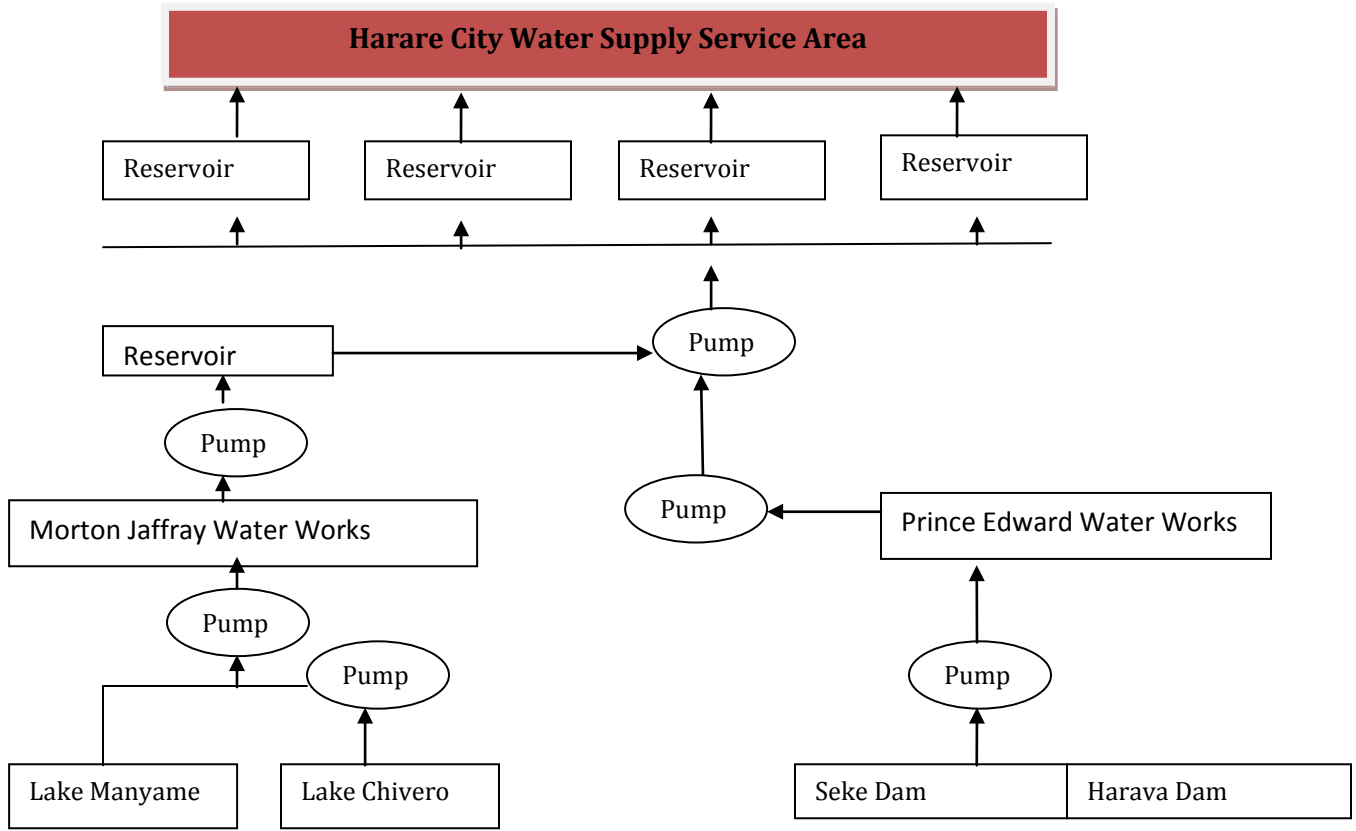 Harare City Water Supply Service Area
Reservoir
Reservoir
Reservoir
Reservoir
Pump
Reservoir
Pump
Pump
Morton Jaffray Water Works
Prince Edward Water Works
Pump
Pump
Pump
Lake Manyame
Lake Chivero
Seke Dam
Harava Dam